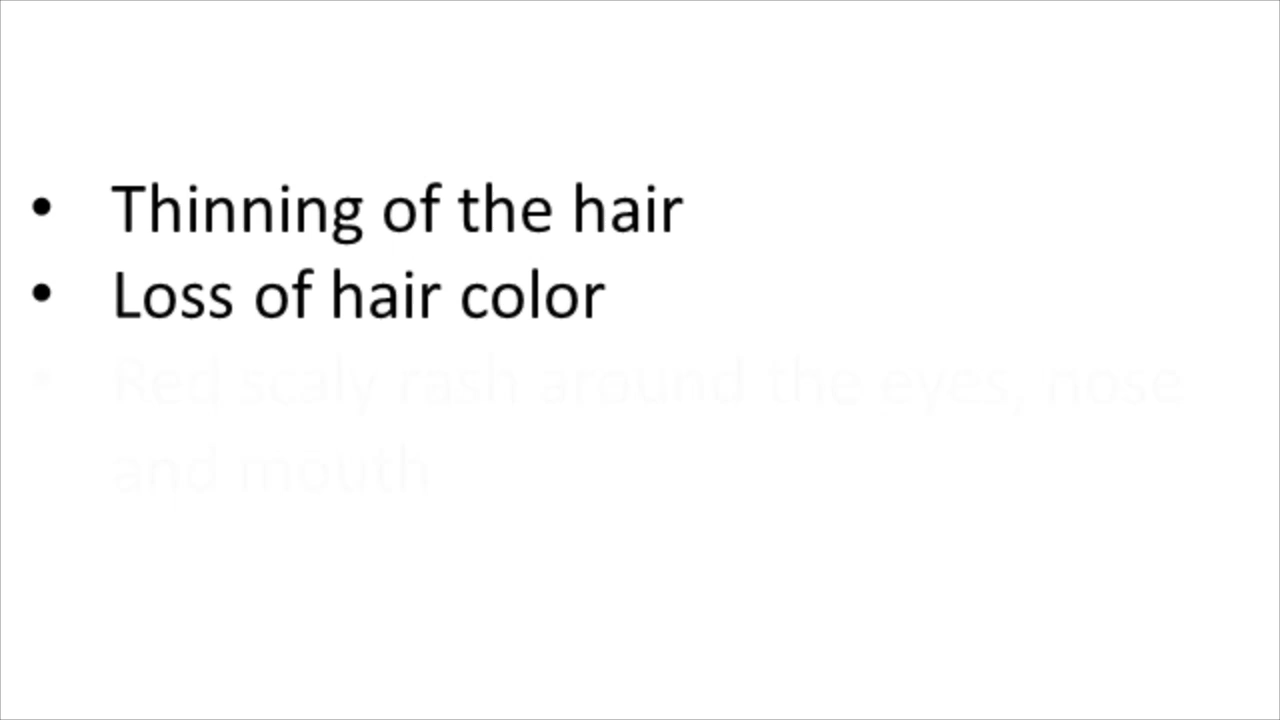 • Thinning of the hair
• Loss of hair color
• Red scaly rash around the eyes, nose
and mouth